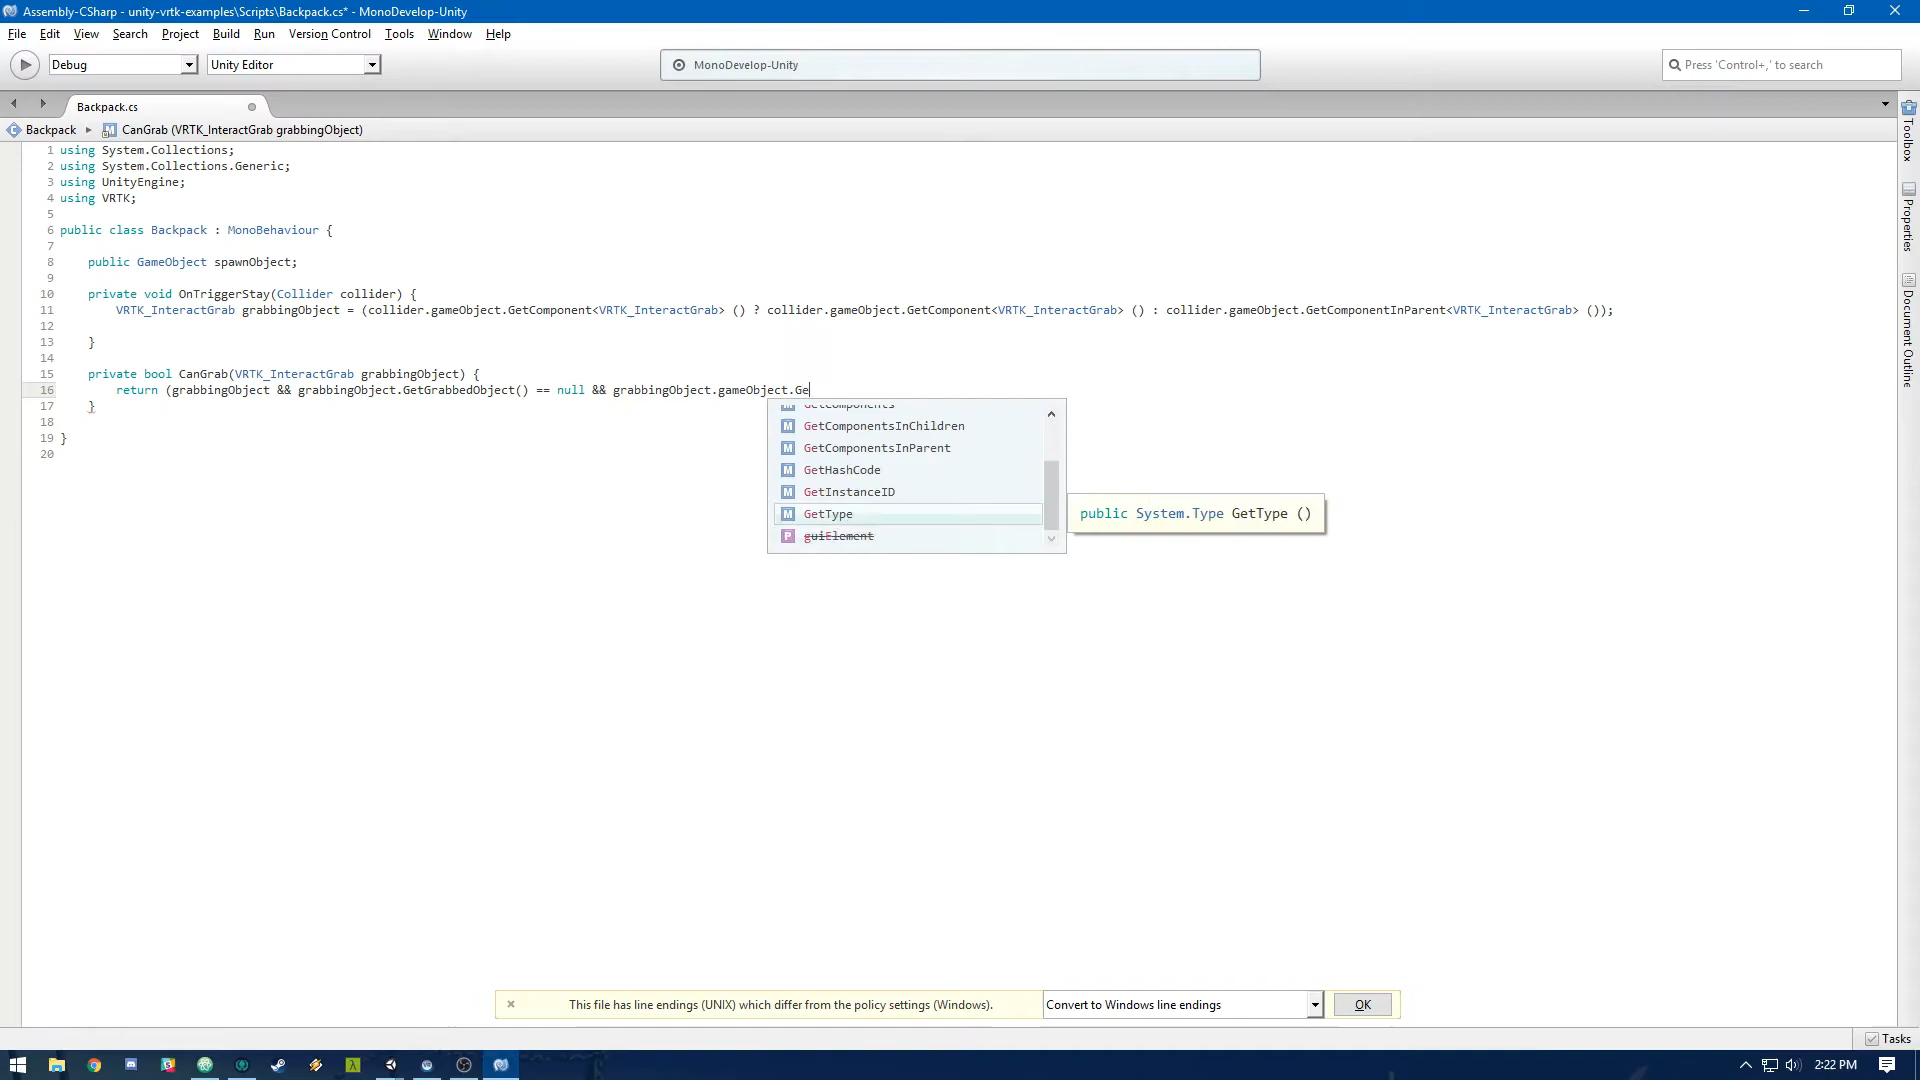 Assembly-CSharp - unity-vrtk-examples\Scripts\Backpack.cs* - MonoDevelop-Unity
File Edit View Search Project Build Run Version Control Tools Window Help
Debug Unity Editor MonoDevelop-Unity Press 'Control+,' to search
Backpack.cs
Backpack CanGrab (VRTK_InteractGrab grabbingObject)
1 using System.Collections;
2 using System.Collections.Generic;
3 using UnityEngine;
4 using VRTK;
5
6 public class Backpack : MonoBehaviour {
7
8 public GameObject spawnObject;
9
10 private void OnTriggerStay(Collider collider) {
11 VRTK_InteractGrab grabbingObject = (collider.gameObject.GetComponent<VRTK_InteractGrab> () ? collider.gameObject.GetComponent<VRTK_InteractGrab> () : collider.gameObject.GetComponentInParent<VRTK_InteractGrab> ());
12
13 }
14
15 private bool CanGrab(VRTK_InteractGrab grabbingObject) {
16 return (grabbingObject && grabbingObject.GetGrabbedObject() == null && grabbingObject.gameObject.Ge
17 }
18
19 }
20
GetComponents
GetComponentsInChildren
GetComponentsInParent
GetHashCode
GetInstanceID
GetType
guiElement
public System.Type GetType ()
Toolbox
Properties
Document Outline
This file has line endings (UNIX) which differ from the policy settings (Windows). Convert to Windows line endings OK
Tasks
2:22 PM